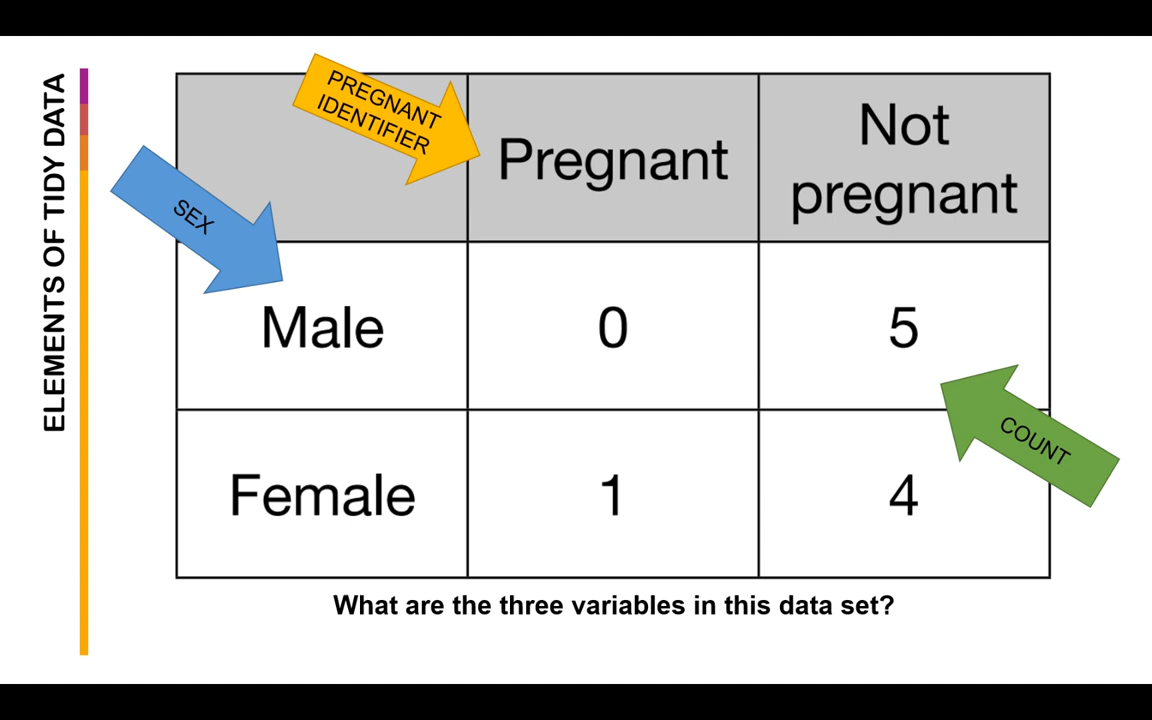 ELEMENTS OF TIDY DATA
PREGNANT
IDENTIFIER
SEX
Pregnant
Not
pregnant
Male
0
5
COUNT
Female
1
4
What are the three variables in this data set?